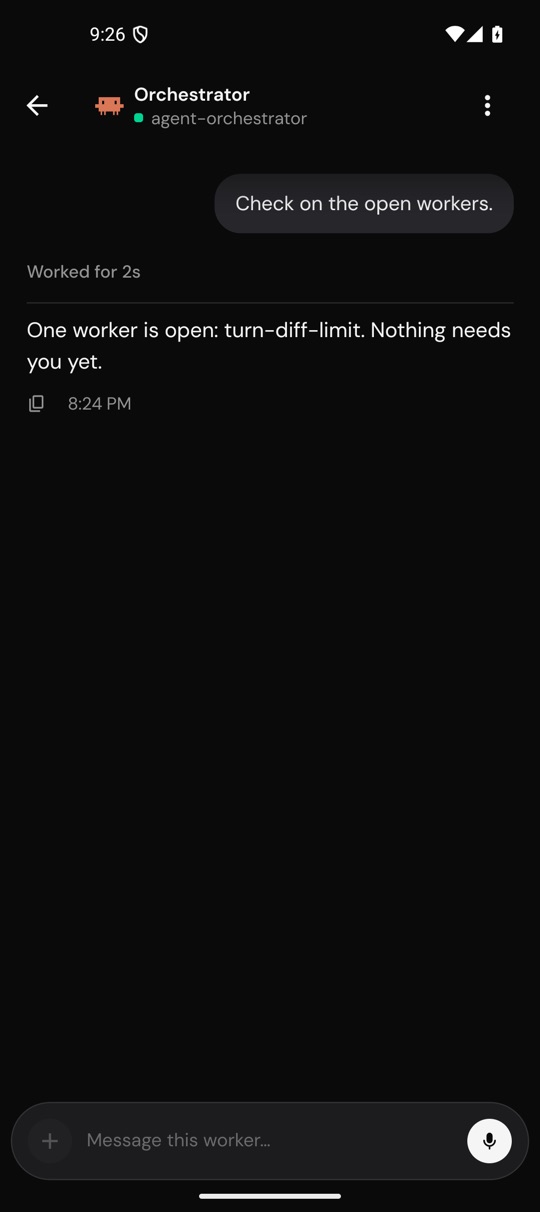 9:26
Orchestrator
agent-orchestrator
Check on the open workers.
Worked for 2s
One worker is open: turn-diff-limit. Nothing needs
you yet.
8:24 PM
Message this worker...